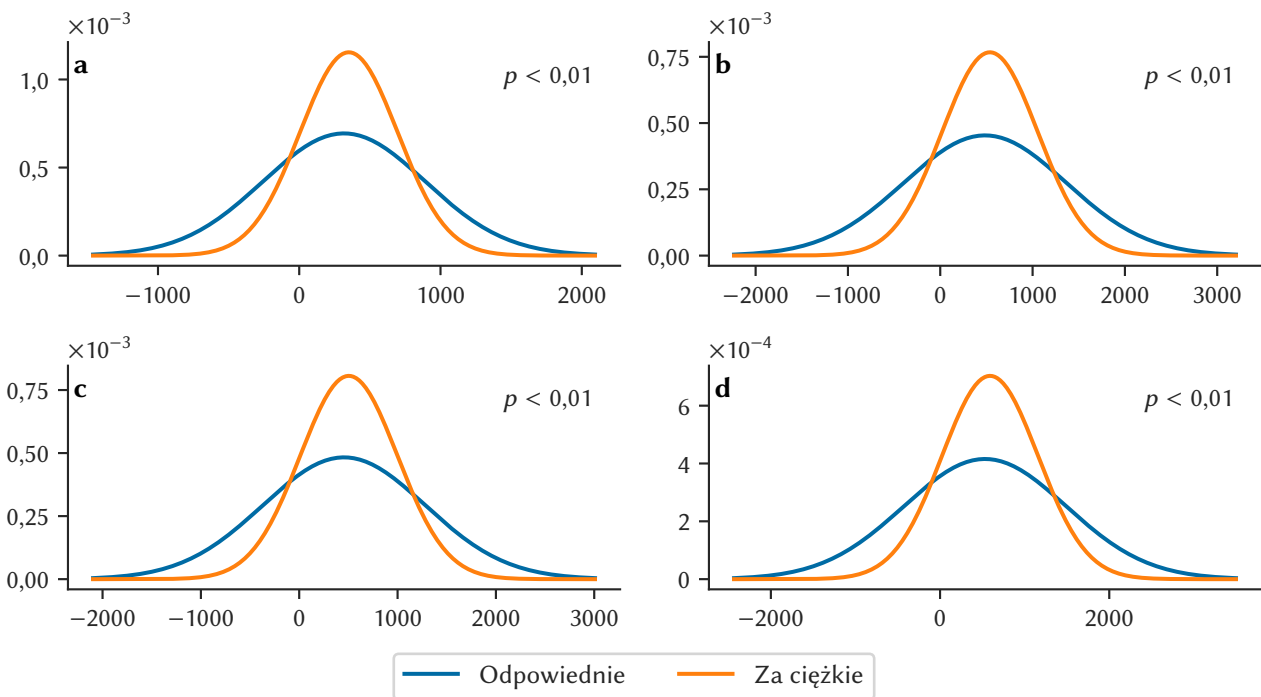 ×10⁻³
a
p < 0,01
1,0
0,5
0,0
−1000 0 1000 2000
×10⁻³
b
p < 0,01
0,75
0,50
0,25
0,00
−2000 −1000 0 1000 2000 3000
×10⁻³
c
p < 0,01
0,75
0,50
0,25
0,00
−2000 −1000 0 1000 2000 3000
×10⁻⁴
d
p < 0,01
6
4
2
0
−2000 0 2000
Odpowiednie Za ciężkie